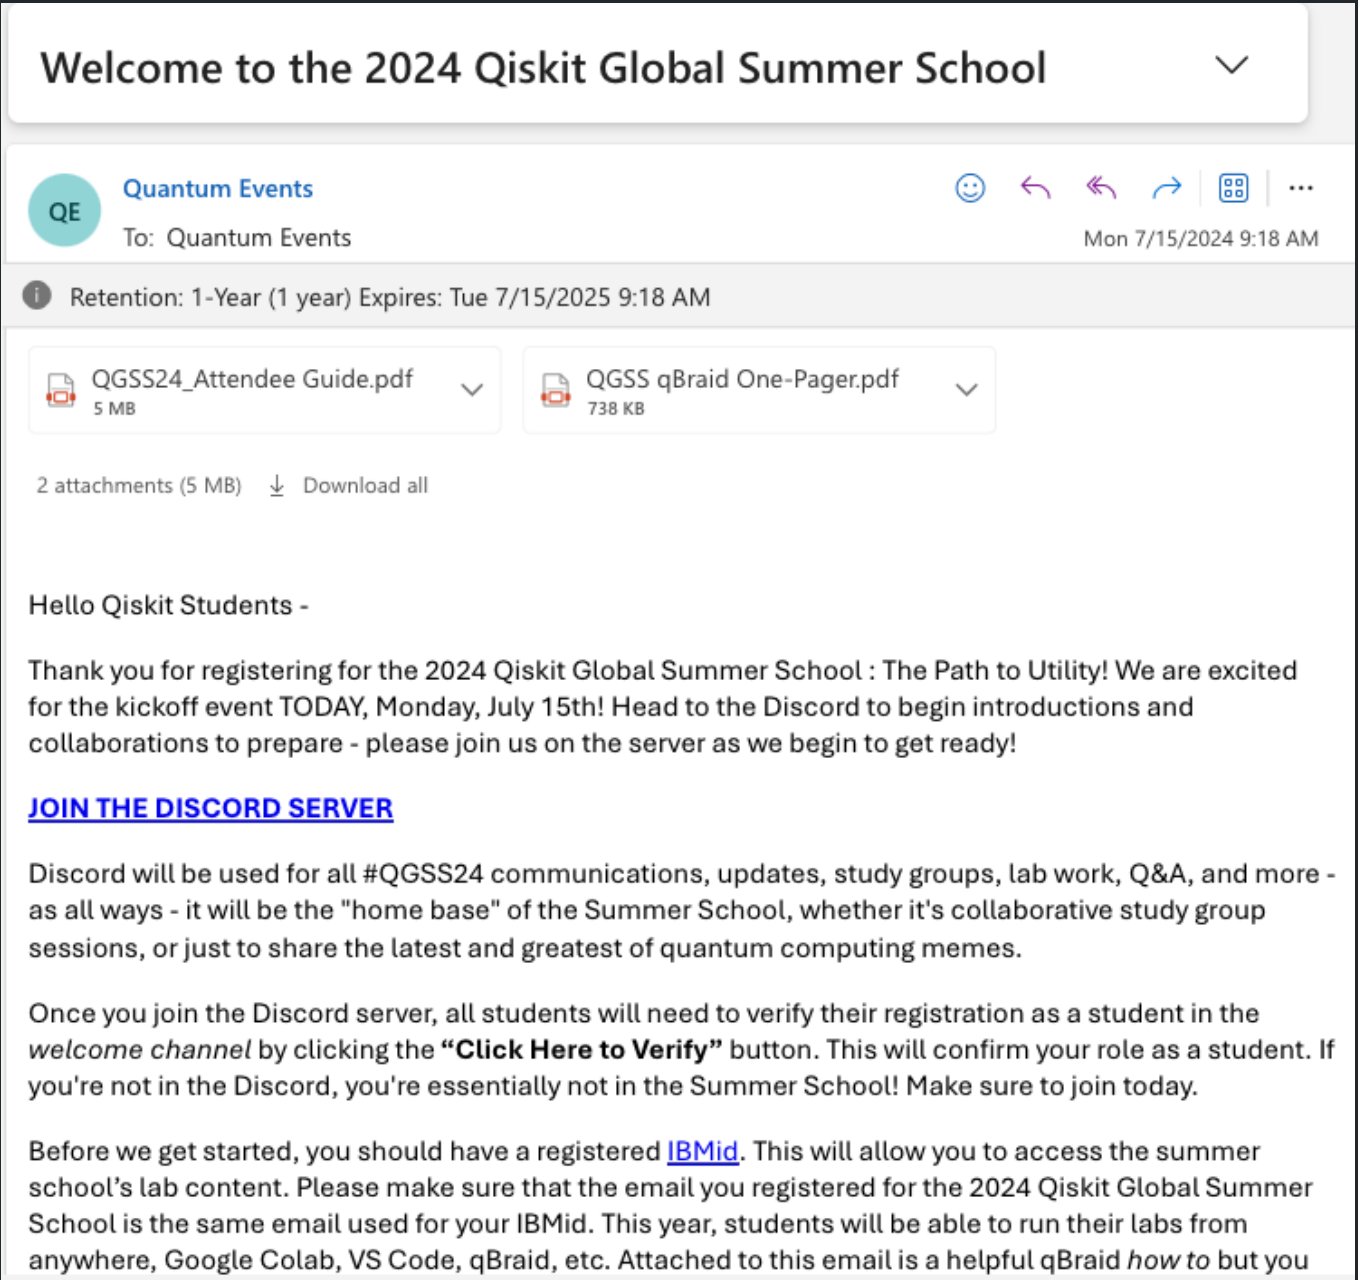 Welcome to the 2024 Qiskit Global Summer School
QE
Quantum Events
To: Quantum Events
Mon 7/15/2024 9:18 AM
Retention: 1-Year (1 year) Expires: Tue 7/15/2025 9:18 AM
QGSS24_Attendee Guide.pdf
5 MB
QGSS qBraid One-Pager.pdf
738 KB
2 attachments (5 MB) Download all
Hello Qiskit Students -
Thank you for registering for the 2024 Qiskit Global Summer School : The Path to Utility! We are excited
for the kickoff event TODAY, Monday, July 15th! Head to the Discord to begin introductions and
collaborations to prepare - please join us on the server as we begin to get ready!
JOIN THE DISCORD SERVER
Discord will be used for all #QGSS24 communications, updates, study groups, lab work, Q&A, and more -
as all ways - it will be the "home base" of the Summer School, whether it's collaborative study group
sessions, or just to share the latest and greatest of quantum computing memes.
Once you join the Discord server, all students will need to verify their registration as a student in the
welcome channel by clicking the “Click Here to Verify” button. This will confirm your role as a student. If
you're not in the Discord, you're essentially not in the Summer School! Make sure to join today.
Before we get started, you should have a registered IBMid. This will allow you to access the summer
school’s lab content. Please make sure that the email you registered for the 2024 Qiskit Global Summer
School is the same email used for your IBMid. This year, students will be able to run their labs from
anywhere, Google Colab, VS Code, qBraid, etc. Attached to this email is a helpful qBraid how to but you